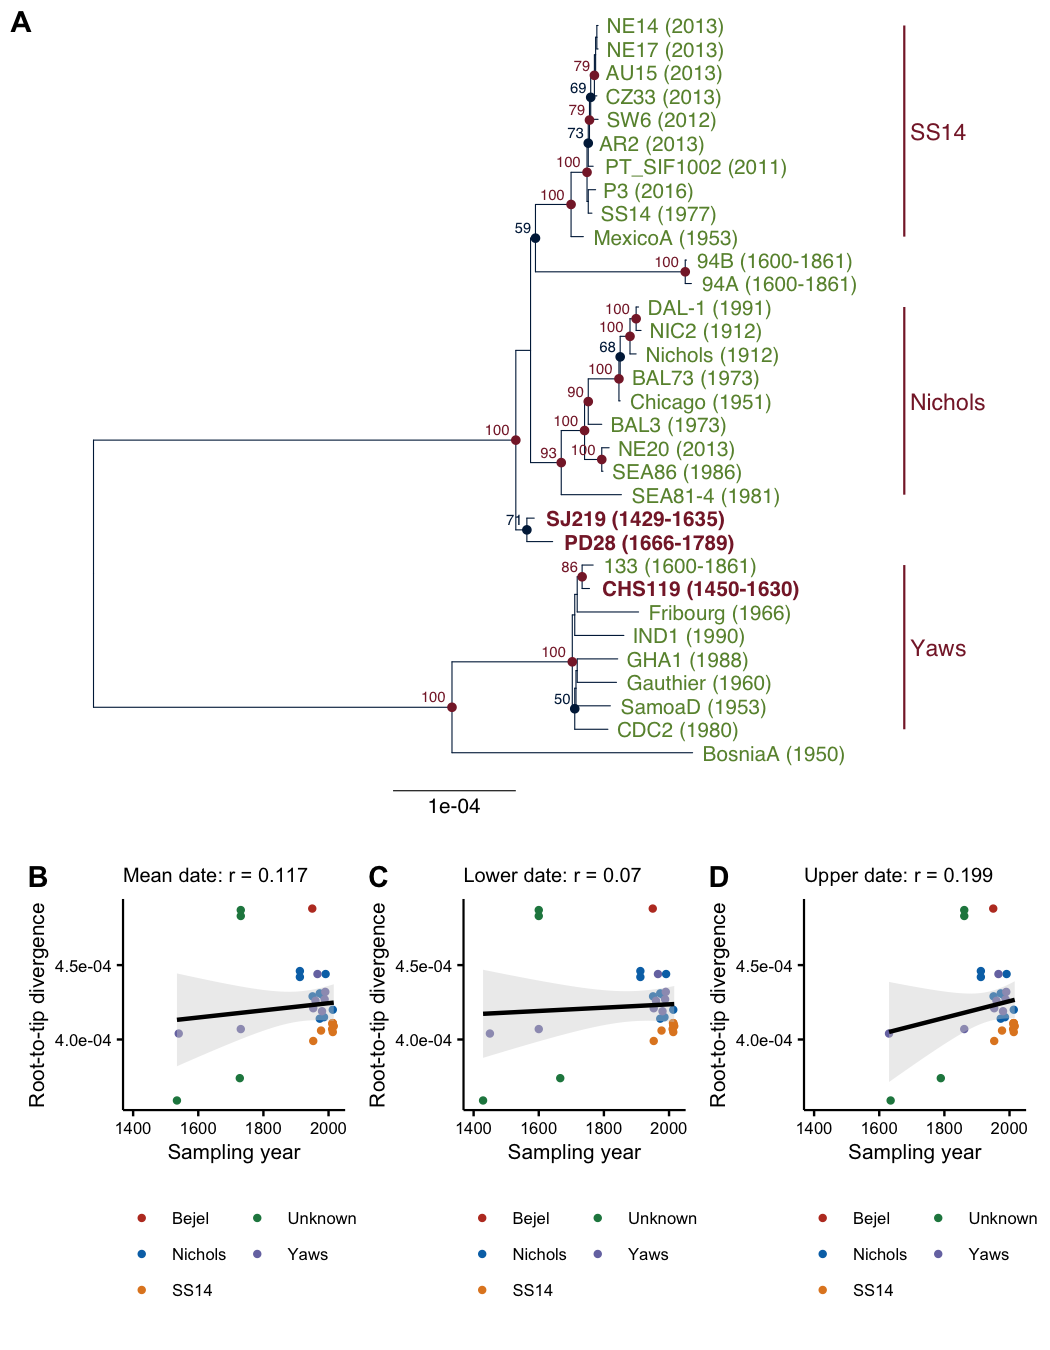 A
NE14 (2013)
NE17 (2013)
79
AU15 (2013)
69
CZ33 (2013)
79
SW6 (2012)
73
AR2 (2013)
SS14
100
PT_SIF1002 (2011)
100
P3 (2016)
SS14 (1977)
59
MexicoA (1953)
100
94B (1600-1861)
94A (1600-1861)
100
DAL-1 (1991)
100
NIC2 (1912)
68
Nichols (1912)
100
BAL73 (1973)
90
Chicago (1951)
Nichols
100
BAL3 (1973)
100
93
100
NE20 (2013)
SEA86 (1986)
SEA81-4 (1981)
71
SJ219 (1429-1635)
PD28 (1666-1789)
86
133 (1600-1861)
CHS119 (1450-1630)
Fribourg (1966)
IND1 (1990)
100
GHA1 (1988)
Yaws
Gauthier (1960)
100
50
SamoaD (1953)
CDC2 (1980)
BosniaA (1950)
1e-04
B
Mean date: r = 0.117
Root-to-tip divergence
4.5e-04
4.0e-04
1400 1600 1800 2000
Sampling year
Bejel
Unknown
Nichols
Yaws
SS14
C
Lower date: r = 0.07
Root-to-tip divergence
4.5e-04
4.0e-04
1400 1600 1800 2000
Sampling year
Bejel
Unknown
Nichols
Yaws
SS14
D
Upper date: r = 0.199
Root-to-tip divergence
4.5e-04
4.0e-04
1400 1600 1800 2000
Sampling year
Bejel
Unknown
Nichols
Yaws
SS14